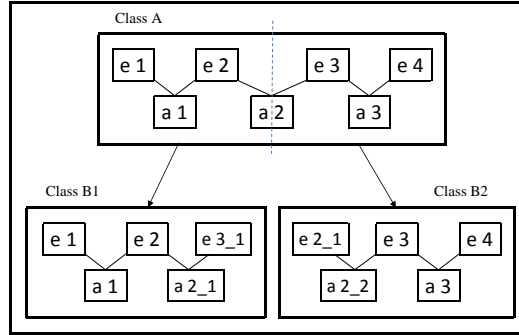 Class A
e 1 e 2 e 3 e 4
a 1 a 2 a 3
Class B1 Class B2
e 1 e 2 e 3_1 e 2_1 e 3 e 4
a 1 a 2_1 a 2_2 a 3